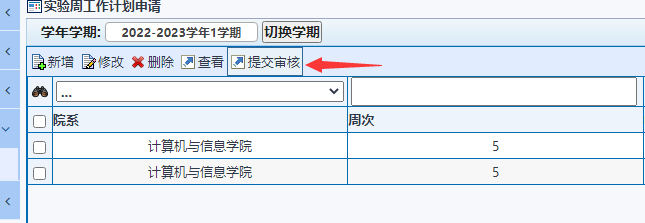 实验周工作计划申请
学年学期: 2022-2023学年1学期 切换学期
新增 修改 删除 查看 提交审核
...
院系 周次
计算机与信息学院 5
计算机与信息学院 5